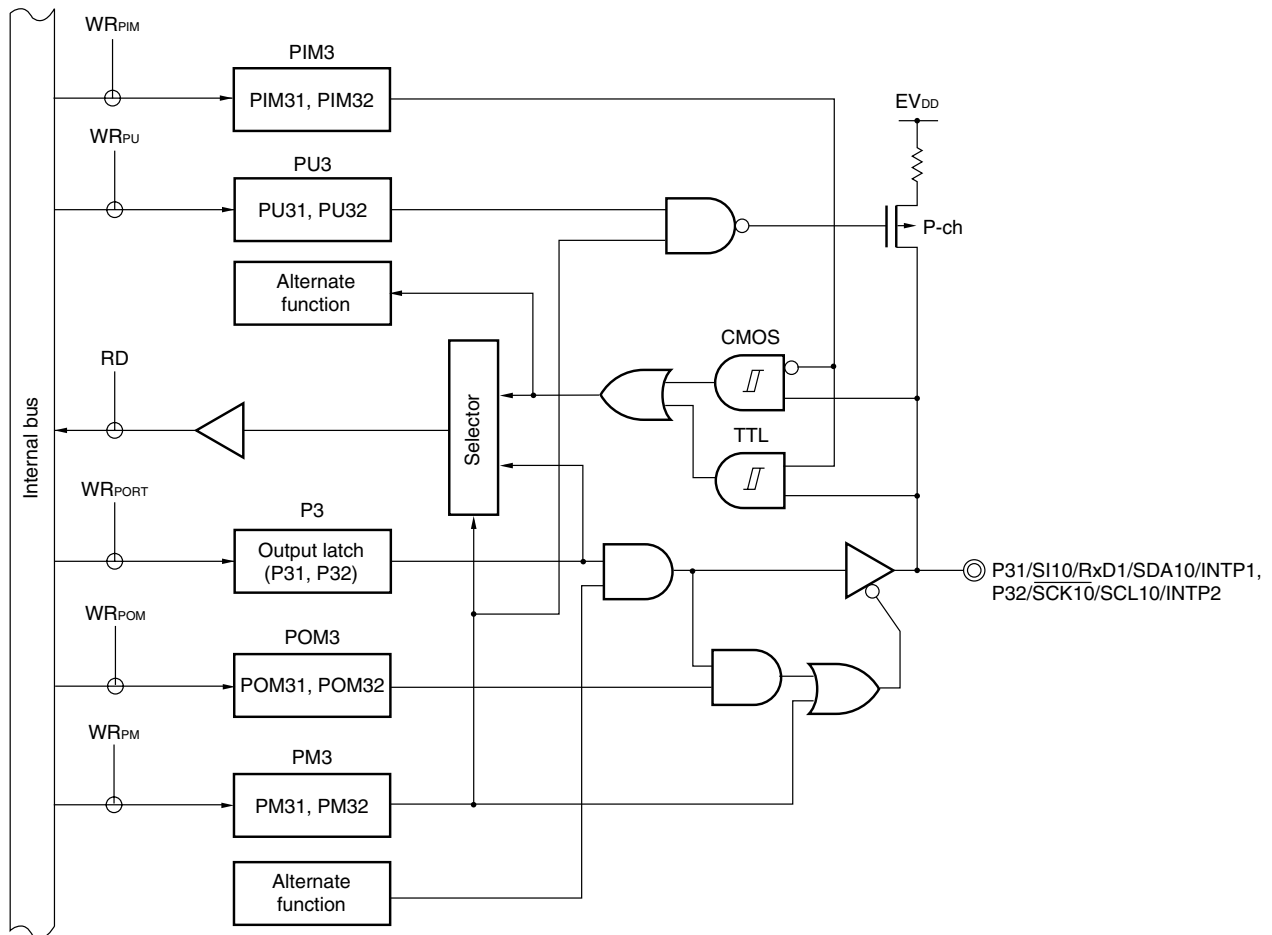 WRPIM
PIM3
PIM31, PIM32
EVDD
WRPU
PU3
PU31, PU32
P-ch
Alternate
function
CMOS
RD
Selector
TTL
Internal bus
WRPORT
P3
Output latch
(P31, P32)
P31/SI10/RxD1/SDA10/INTP1,
P32/SCK10/SCL10/INTP2
WRPOM
POM3
POM31, POM32
WRPM
PM3
PM31, PM32
Alternate
function